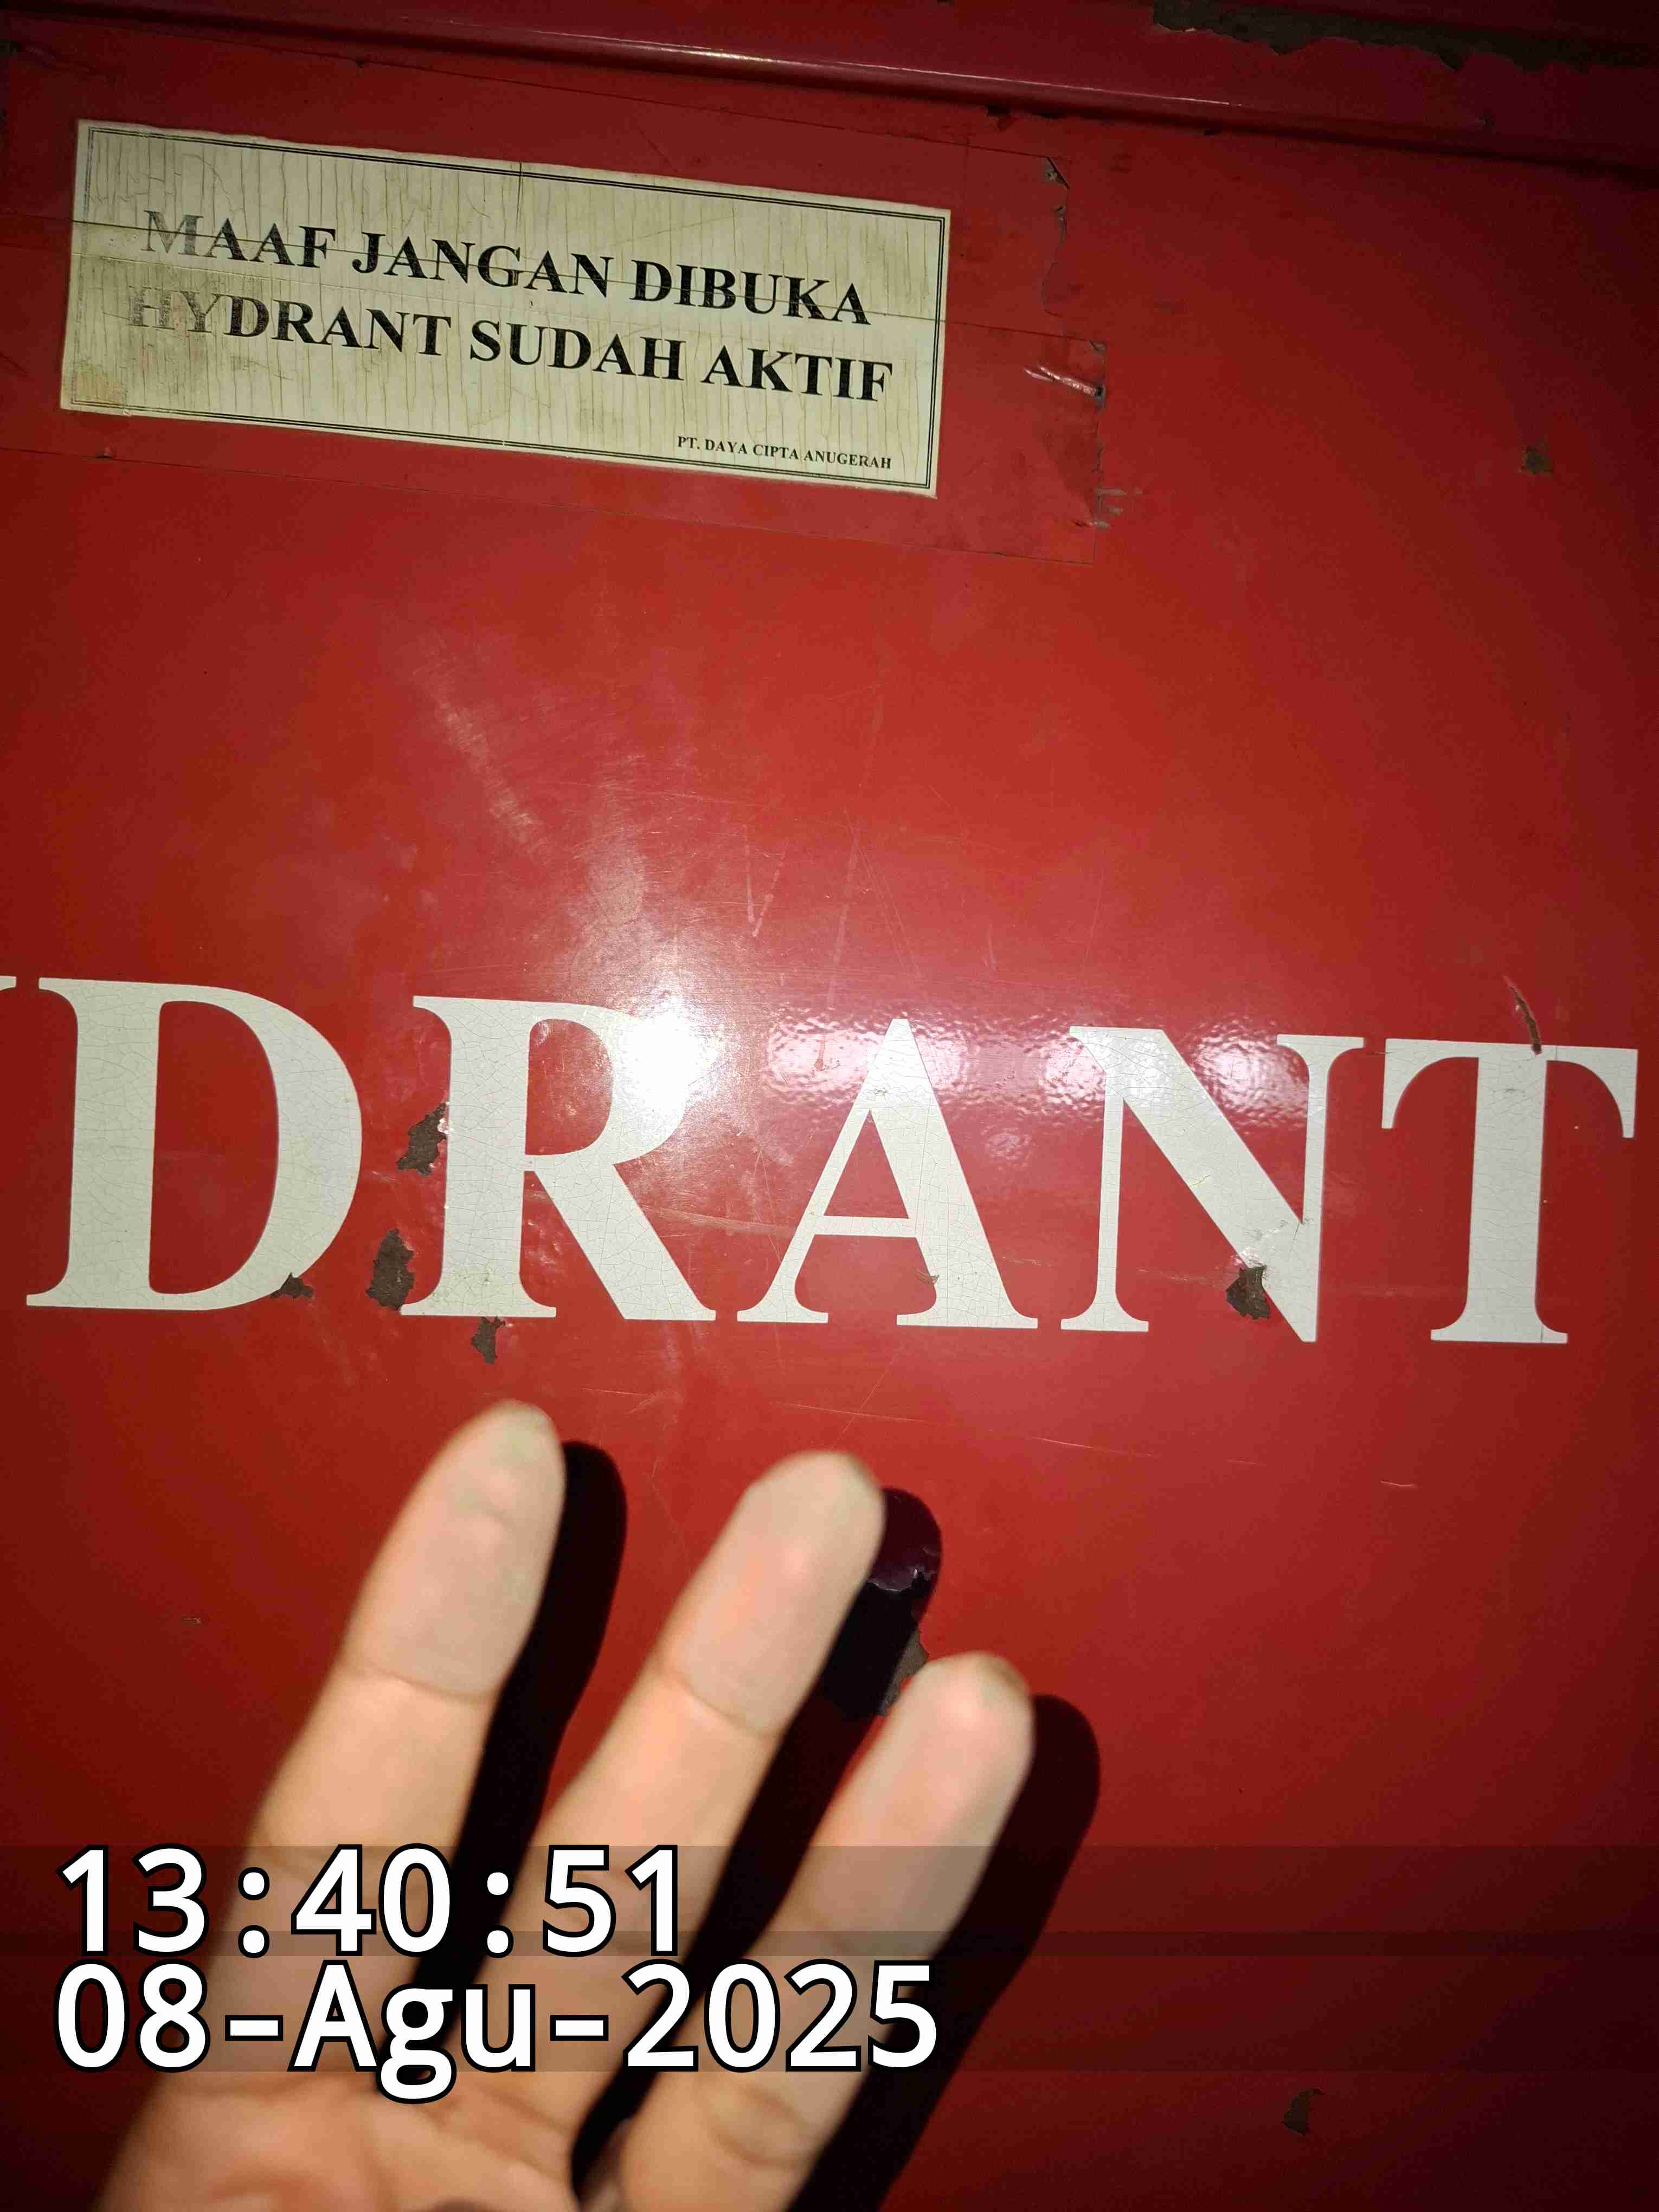 MAAF JANGAN DIBUKA
HYDRANT SUDAH AKTIF
PT. DAYA CIPTA ANUGERAH
DRANT
13:40:51
08-Agu-2025